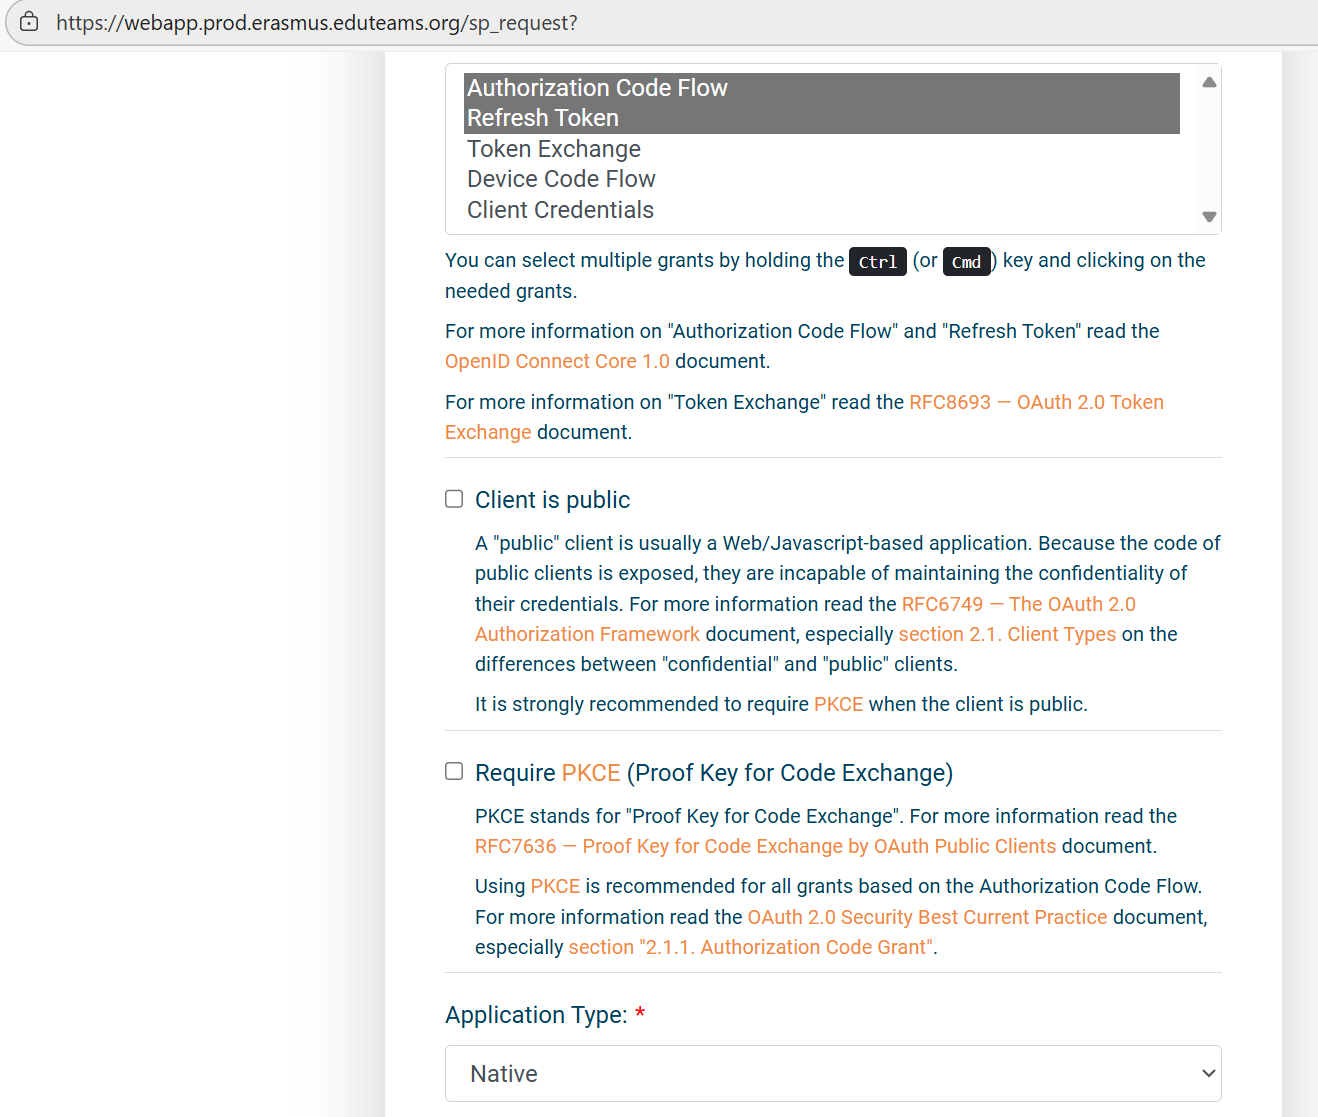 https://webapp.prod.erasmus.eduteams.org/sp_request?
Authorization Code Flow
Refresh Token
Token Exchange
Device Code Flow
Client Credentials
You can select multiple grants by holding the Ctrl (or Cmd) key and clicking on the
needed grants.
For more information on "Authorization Code Flow" and "Refresh Token" read the
OpenID Connect Core 1.0 document.
For more information on "Token Exchange" read the RFC8693 — OAuth 2.0 Token
Exchange document.
Client is public
A "public" client is usually a Web/Javascript-based application. Because the code of
public clients is exposed, they are incapable of maintaining the confidentiality of
their credentials. For more information read the RFC6749 — The OAuth 2.0
Authorization Framework document, especially section 2.1. Client Types on the
differences between "confidential" and "public" clients.
It is strongly recommended to require PKCE when the client is public.
Require PKCE (Proof Key for Code Exchange)
PKCE stands for "Proof Key for Code Exchange". For more information read the
RFC7636 — Proof Key for Code Exchange by OAuth Public Clients document.
Using PKCE is recommended for all grants based on the Authorization Code Flow.
For more information read the OAuth 2.0 Security Best Current Practice document,
especially section "2.1.1. Authorization Code Grant".
Application Type: *
Native